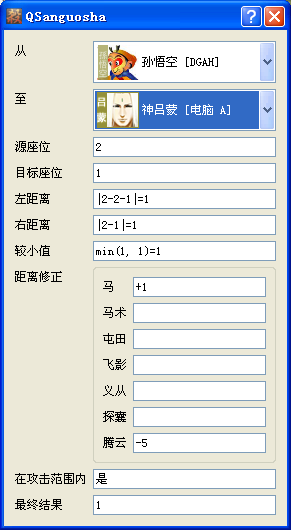 QSanguosha
从
孙悟空 [DGAH]
至
吕蒙
神吕蒙 [电脑 A]
源座位 2
目标座位 1
左距离 |2-2-1|=1
右距离 |2-1|=1
较小值 min(1, 1)=1
距离修正
马 +1
马术
屯田
飞影
义从
探囊
腾云 -5
在攻击范围内 是
最终结果 1